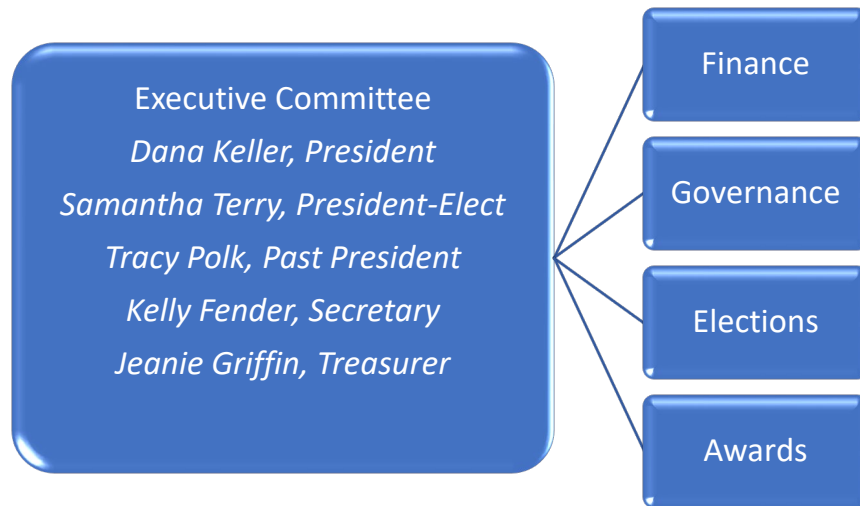 Executive Committee
Dana Keller, President
Samantha Terry, President-Elect
Tracy Polk, Past President
Kelly Fender, Secretary
Jeanie Griffin, Treasurer
Finance
Governance
Elections
Awards